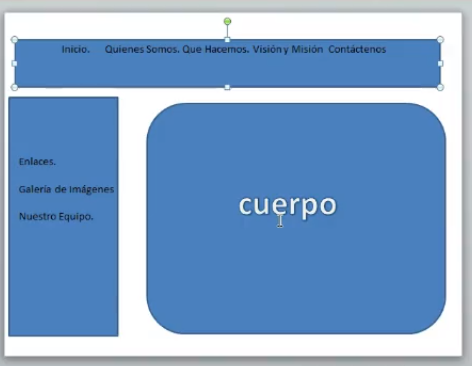 Inicio. Quienes Somos. Que Hacemos. Visión y Misión Contáctenos
Enlaces.
Galería de Imágenes
Nuestro Equipo.
cuerpo